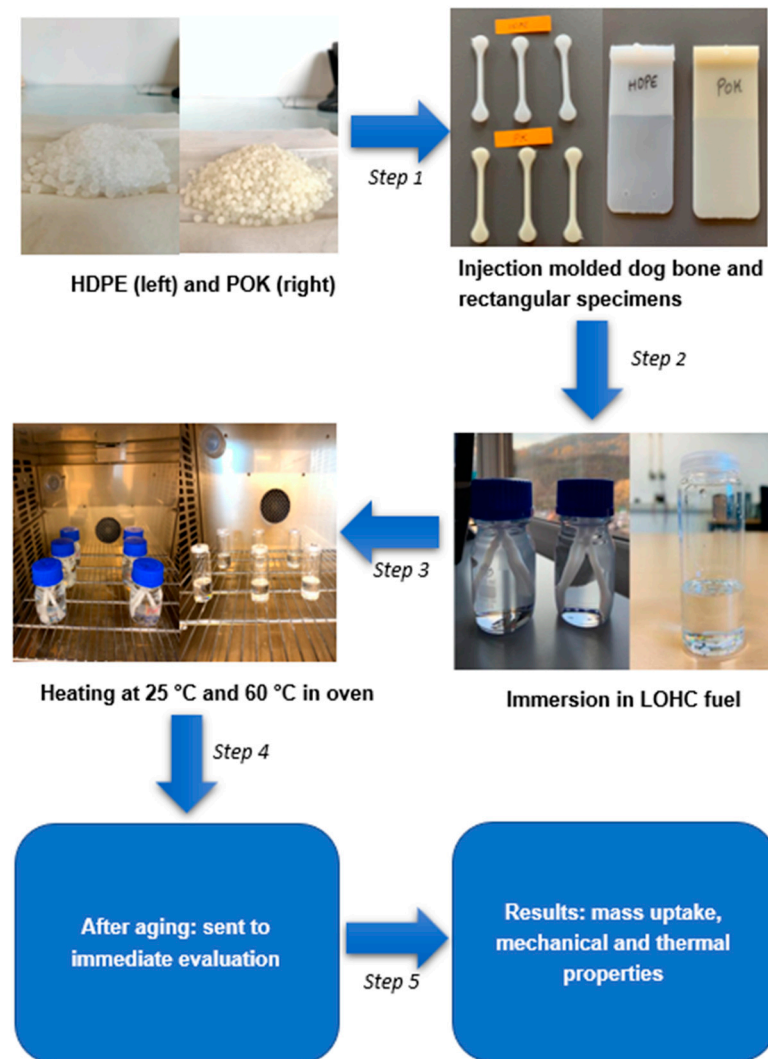 Step 1
HDPE
POK
HDPE (left) and POK (right)
Injection molded dog bone and
rectangular specimens
Step 2
Step 3
Heating at 25 °C and 60 °C in oven
Immersion in LOHC fuel
Step 4
After aging: sent to
immediate evaluation
Step 5
Results: mass uptake,
mechanical and thermal
properties